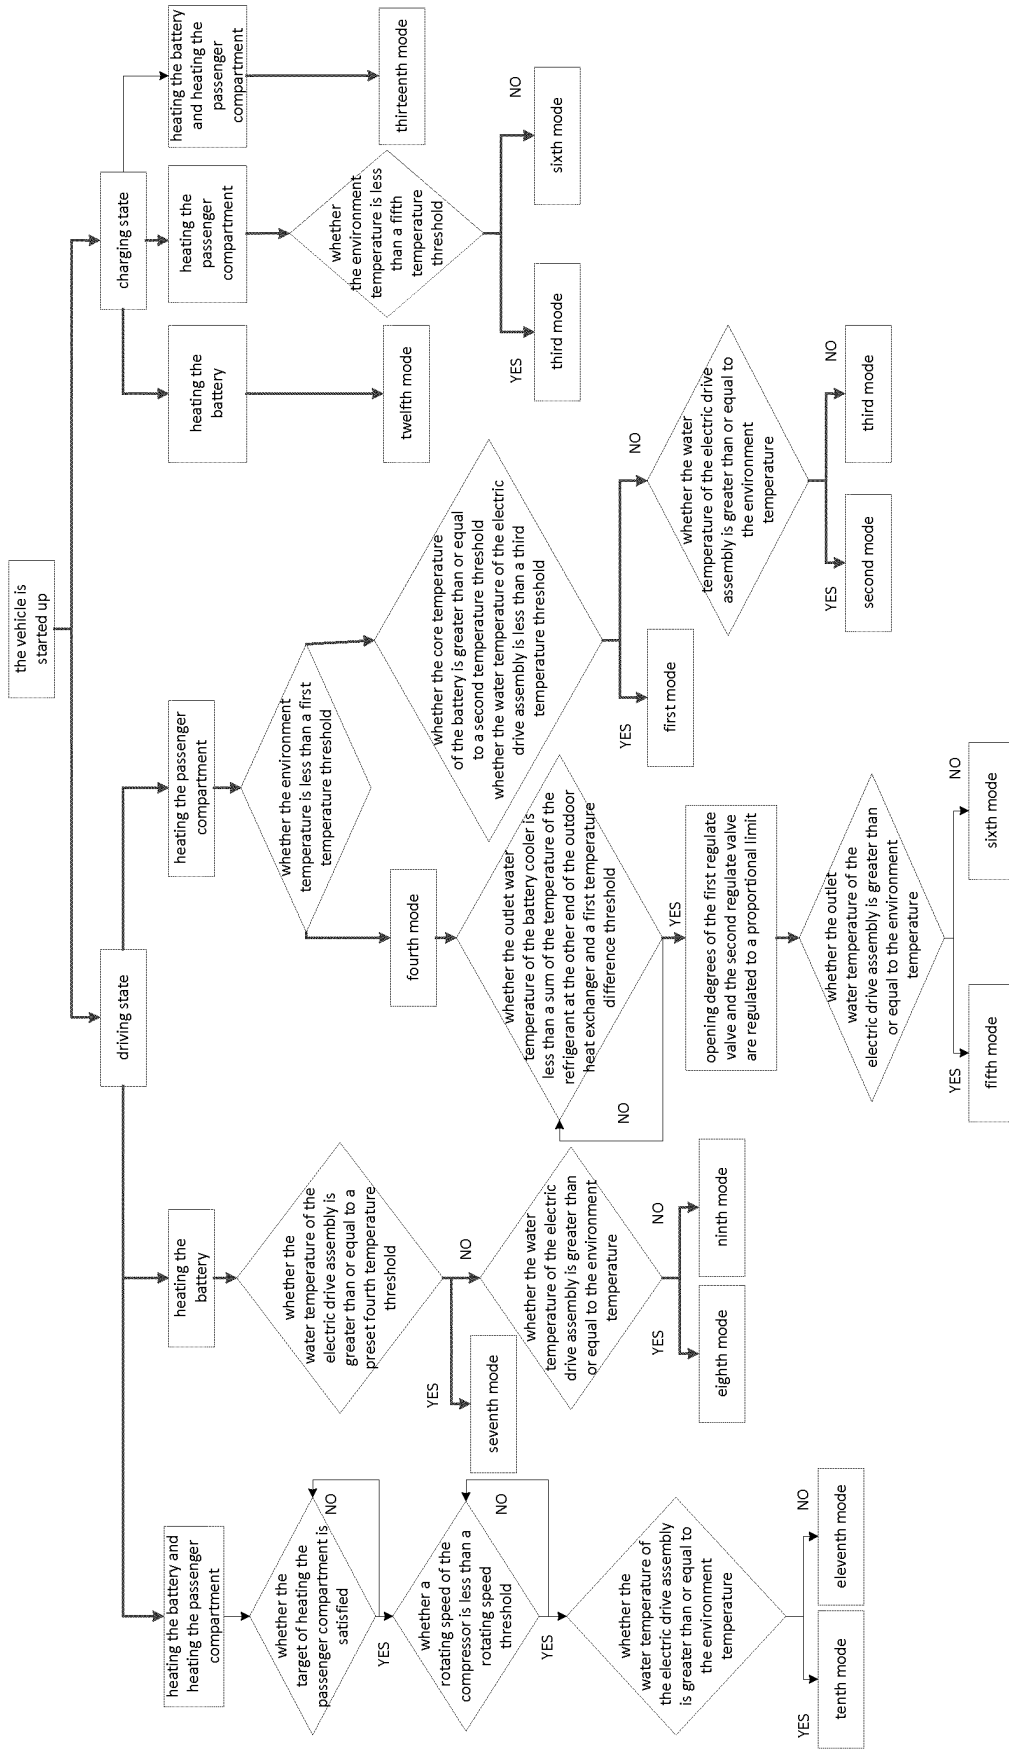 the vehicle is
started up
driving state
charging state
heating the battery and
heating the passenger
compartment
heating the
battery
heating the passenger
compartment
heating the
battery
heating the
passenger
compartment
heating the battery
and heating the
passenger
compartment
whether the
target of heating the
passenger compartment is
satisfied
NO
YES
whether a
rotating speed of the
compressor is less than a
rotating speed
threshold
NO
YES
whether the
water temperature of
the electric drive assembly
is greater than or equal to
the environment
temperature
YES
NO
tenth mode
eleventh mode
whether the
water temperature of the
electric drive assembly is
greater than or equal to a
preset fourth temperature
threshold
YES
NO
seventh mode
whether the water
temperature of the electric
drive assembly is greater than
or equal to the environment
temperature
YES
NO
eighth mode
ninth mode
whether the environment
temperature is less than a first
temperature threshold
fourth mode
whether the outlet water
temperature of the battery cooler is
less than a sum of the temperature of the
refrigerant at the other end of the outdoor
heat exchanger and a first temperature
difference threshold
NO
YES
opening degrees of the first regulate
valve and the second regulate valve
are regulated to a proportional limit
whether the outlet
water temperature of the
electric drive assembly is greater than
or equal to the environment
temperature
YES
NO
fifth mode
sixth mode
whether the core temperature
of the battery is greater than or equal
to a second temperature threshold
whether the water temperature of the electric
drive assembly is less than a third
temperature threshold
YES
NO
first mode
whether the water
temperature of the electric drive
assembly is greater than or equal to
the environment
temperature
YES
NO
second mode
third mode
twelfth mode
whether
the environment
temperature is less
than a fifth
temperature
threshold
YES
NO
third mode
sixth mode
thirteenth mode